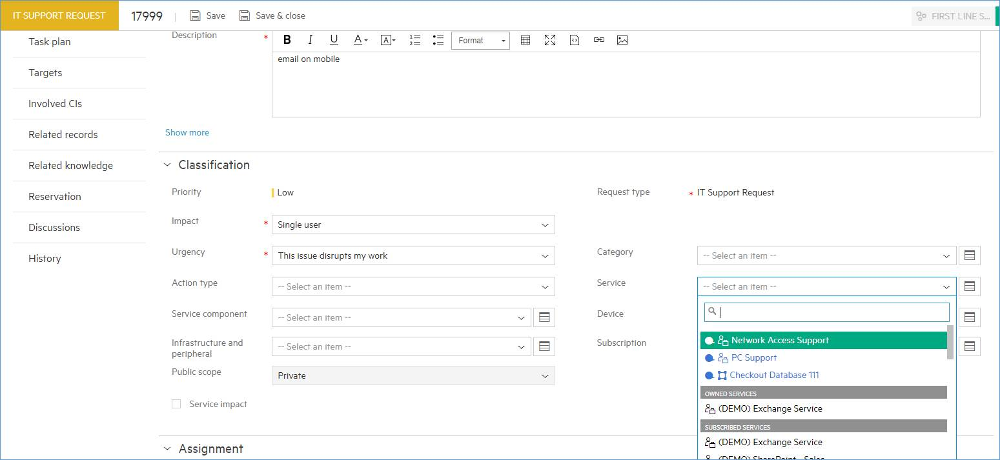 IT SUPPORT REQUEST
17999
Save
Save & close
FIRST LINE S...
Task plan
Targets
Involved CIs
Related records
Related knowledge
Reservation
Discussions
History
Description *
B I U A A Format
email on mobile
Show more
Classification
Priority Low
Request type * IT Support Request
Impact * Single user
Urgency * This issue disrupts my work
Category -- Select an item --
Action type -- Select an item --
Service -- Select an item --
Service component -- Select an item --
Device
Infrastructure and
peripheral
-- Select an item --
Subscription
Public scope Private
Service impact
Network Access Support
PC Support
Checkout Database 111
OWNED SERVICES
(DEMO) Exchange Service
SUBSCRIBED SERVICES
(DEMO) Exchange Service
(DEMO) SharePoint - Sales
Assignment